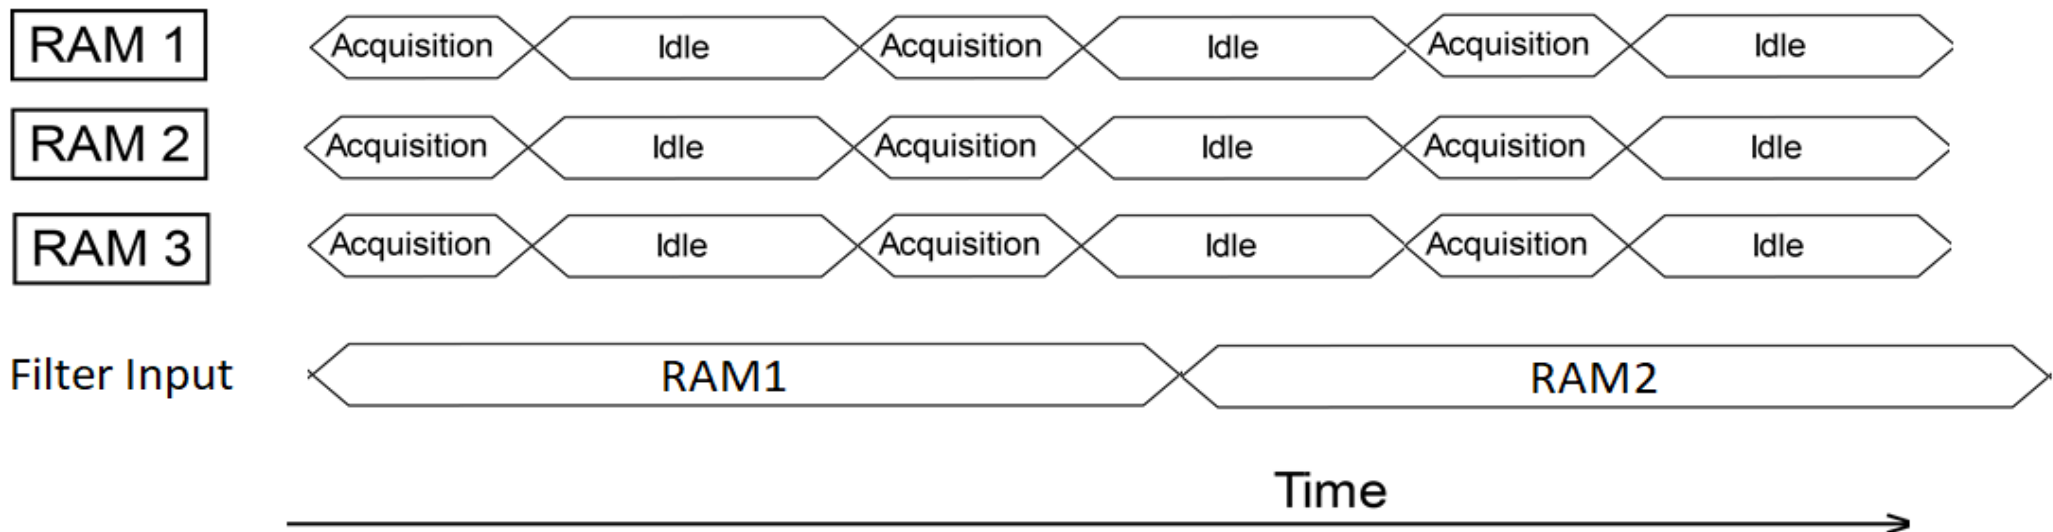 RAM 1 Acquisition Idle Acquisition Idle Acquisition Idle
RAM 2 Acquisition Idle Acquisition Idle Acquisition Idle
RAM 3 Acquisition Idle Acquisition Idle Acquisition Idle
Filter Input RAM1 RAM2
Time